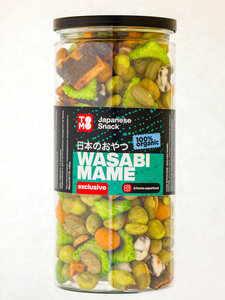 TO
MO
Japanese
Snack
100%
organic
日本のおやつ
WASABI
MAME
exclusive
@tomo.superfood